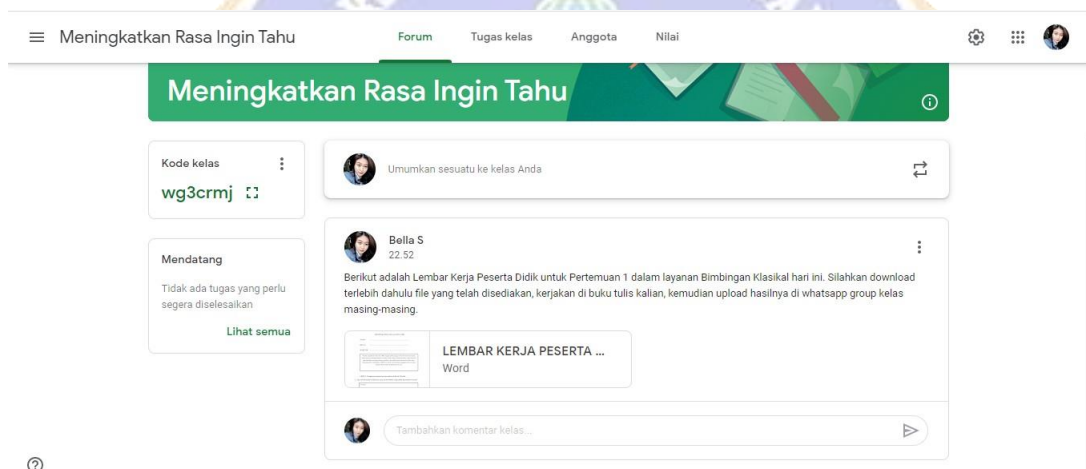 Meningkatkan Rasa Ingin Tahu
Forum
Tugas kelas
Anggota
Nilai
Meningkatkan Rasa Ingin Tahu
Kode kelas
wg3crmj
Mendatang
Tidak ada tugas yang perlu
segera diselesaikan
Lihat semua
Umumkan sesuatu ke kelas Anda
Bella S
22.52
Berikut adalah Lembar Kerja Peserta Didik untuk Pertemuan 1 dalam layanan Bimbingan Klasikal hari ini. Silahkan download
terlebih dahulu file yang telah disediakan, kerjakan di buku tulis kalian, kemudian upload hasilnya di whatsapp group kelas
masing-masing.
LEMBAR KERJA PESERTA ...
Word
Tambahkan komentar kelas...